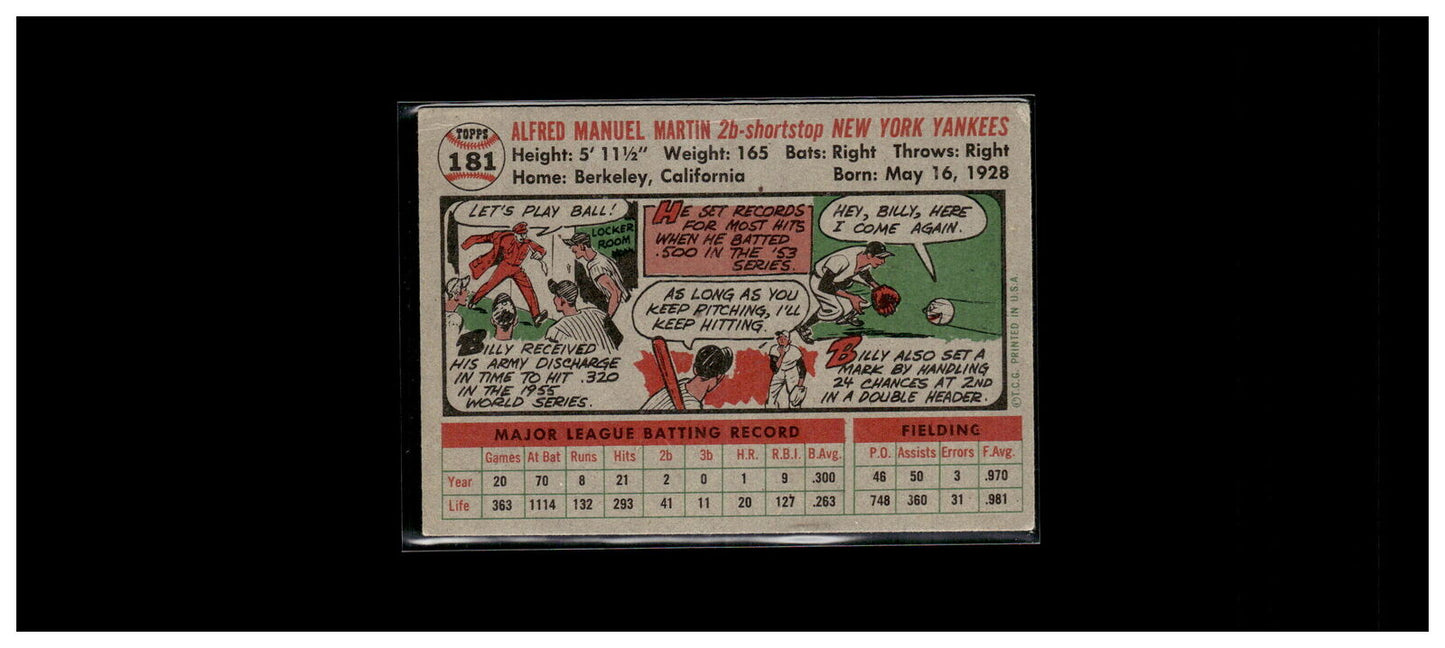 TOPPS
181
ALFRED MANUEL MARTIN 2b-shortstop NEW YORK YANKEES
Height: 5' 11½" Weight: 165 Bats: Right Throws: Right
Home: Berkeley, California Born: May 16, 1928
LET'S PLAY BALL!
LOCKER
ROOM
BILLY RECEIVED
HIS ARMY DISCHARGE
IN TIME TO HIT .320
IN THE 1955
WORLD SERIES.
HE SET RECORDS
FOR MOST HITS
WHEN HE BATTED
.500 IN THE '53
SERIES.
AS LONG AS YOU
KEEP PITCHING, I'LL
KEEP HITTING.
HEY, BILLY, HERE
I COME AGAIN.
BILLY ALSO SET A
MARK BY HANDLING
24 CHANCES AT 2ND
IN A DOUBLE HEADER.
©T.C.G. PRINTED IN U.S.A.
MAJOR LEAGUE BATTING RECORD FIELDING
Games At Bat Runs Hits 2b 3b H.R. R.B.I. B.Avg. P.O. Assists Errors F.Avg.
Year 20 70 8 21 2 0 1 9 .300 46 50 3 .970
Life 363 1114 132 293 41 11 20 127 .263 748 360 31 .981